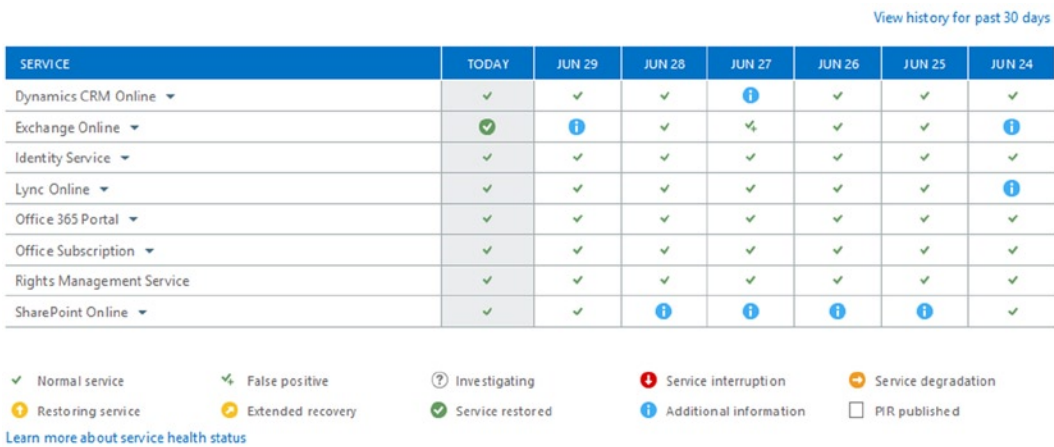 View history for past 30 days
SERVICE TODAY JUN 29 JUN 28 JUN 27 JUN 26 JUN 25 JUN 24
Dynamics CRM Online
Exchange Online
Identity Service
Lync Online
Office 365 Portal
Office Subscription
Rights Management Service
SharePoint Online
Normal service False positive Investigating Service interruption Service degradation
Restoring service Extended recovery Service restored Additional information PIR published
Learn more about service health status